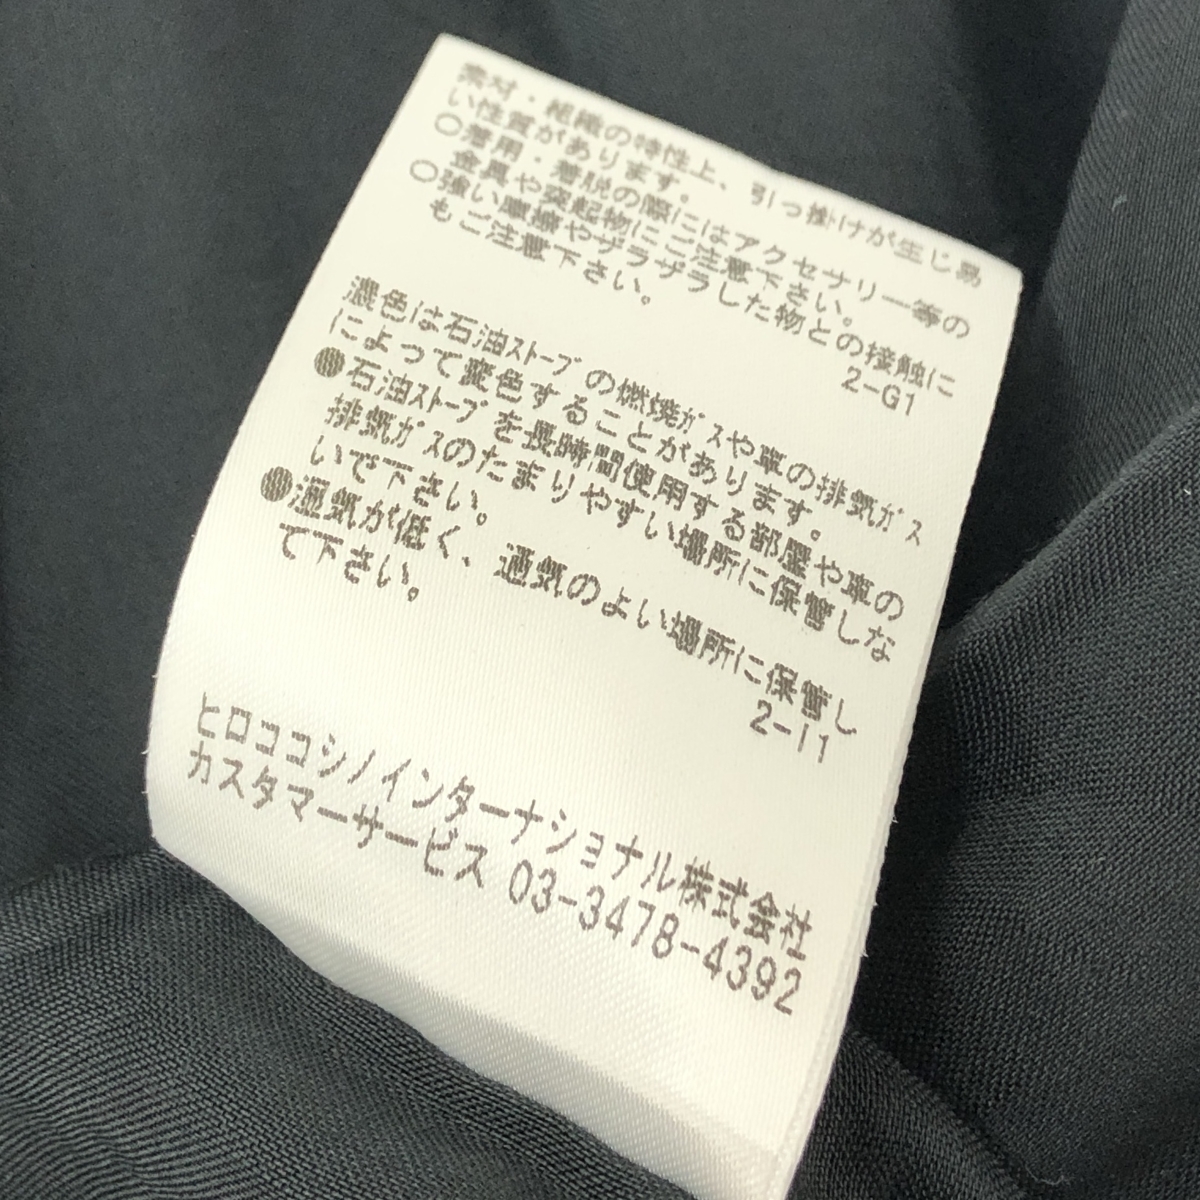 素材・組織の特性上、引っ掛けが生じ易
い性質があります。
○着用・着脱の際にはアクセサリー等の
金具や突起物にご注意下さい。
○強い摩擦やザラザラした物との接触に
もご注意下さい。
2-G1
濃色は石油ｽﾄｰﾌﾞの燃焼ｶﾞｽや車の排気ｶﾞｽ
によって変色することがあります。
●石油ｽﾄｰﾌﾞを長時間使用する部屋や車の
排気ｶﾞｽのたまりやすい場所に保管しな
いで下さい。
●湿気が低く、通気のよい場所に保管し
て下さい。
2-I1
ヒロココシノインターナショナル株式会社
カスタマーサービス 03-3478-4392